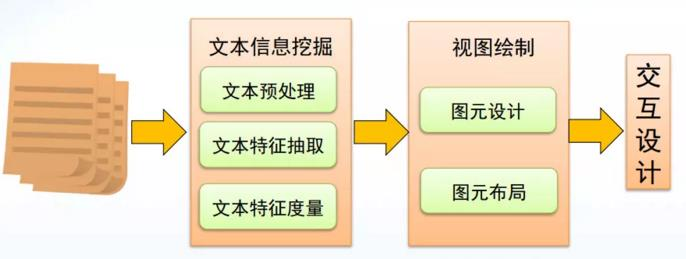 文本信息挖掘
文本预处理
文本特征抽取
文本特征度量
视图绘制
图元设计
图元布局
交互设计